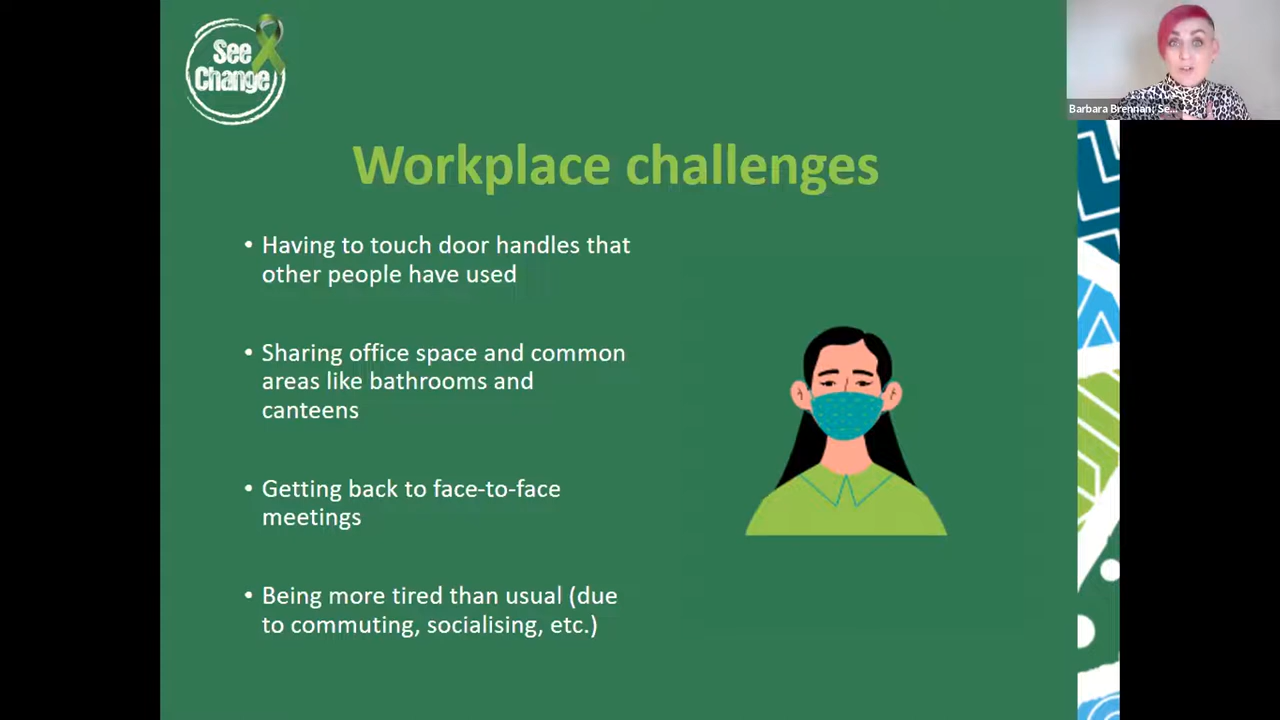 See
Change
Barbara Brennan; Se...
Workplace challenges
• Having to touch door handles that
other people have used
• Sharing office space and common
areas like bathrooms and
canteens
• Getting back to face-to-face
meetings
• Being more tired than usual (due
to commuting, socialising, etc.)